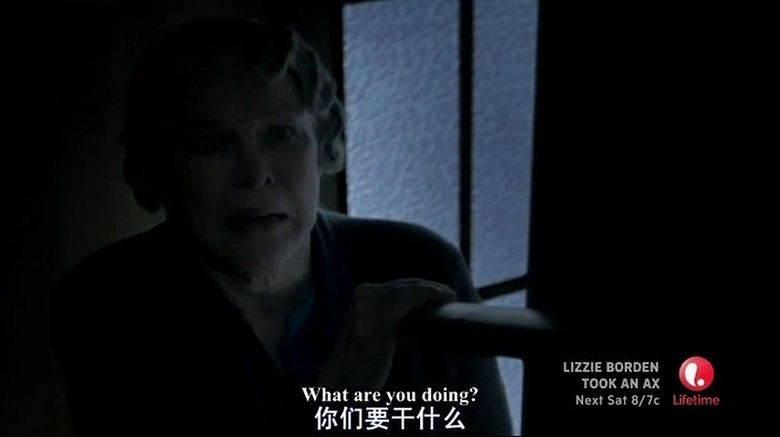 LIZZIE BORDEN
TOOK AN AX
Next Sat 8/7c
Lifetime
What are you doing?
你们要干什么